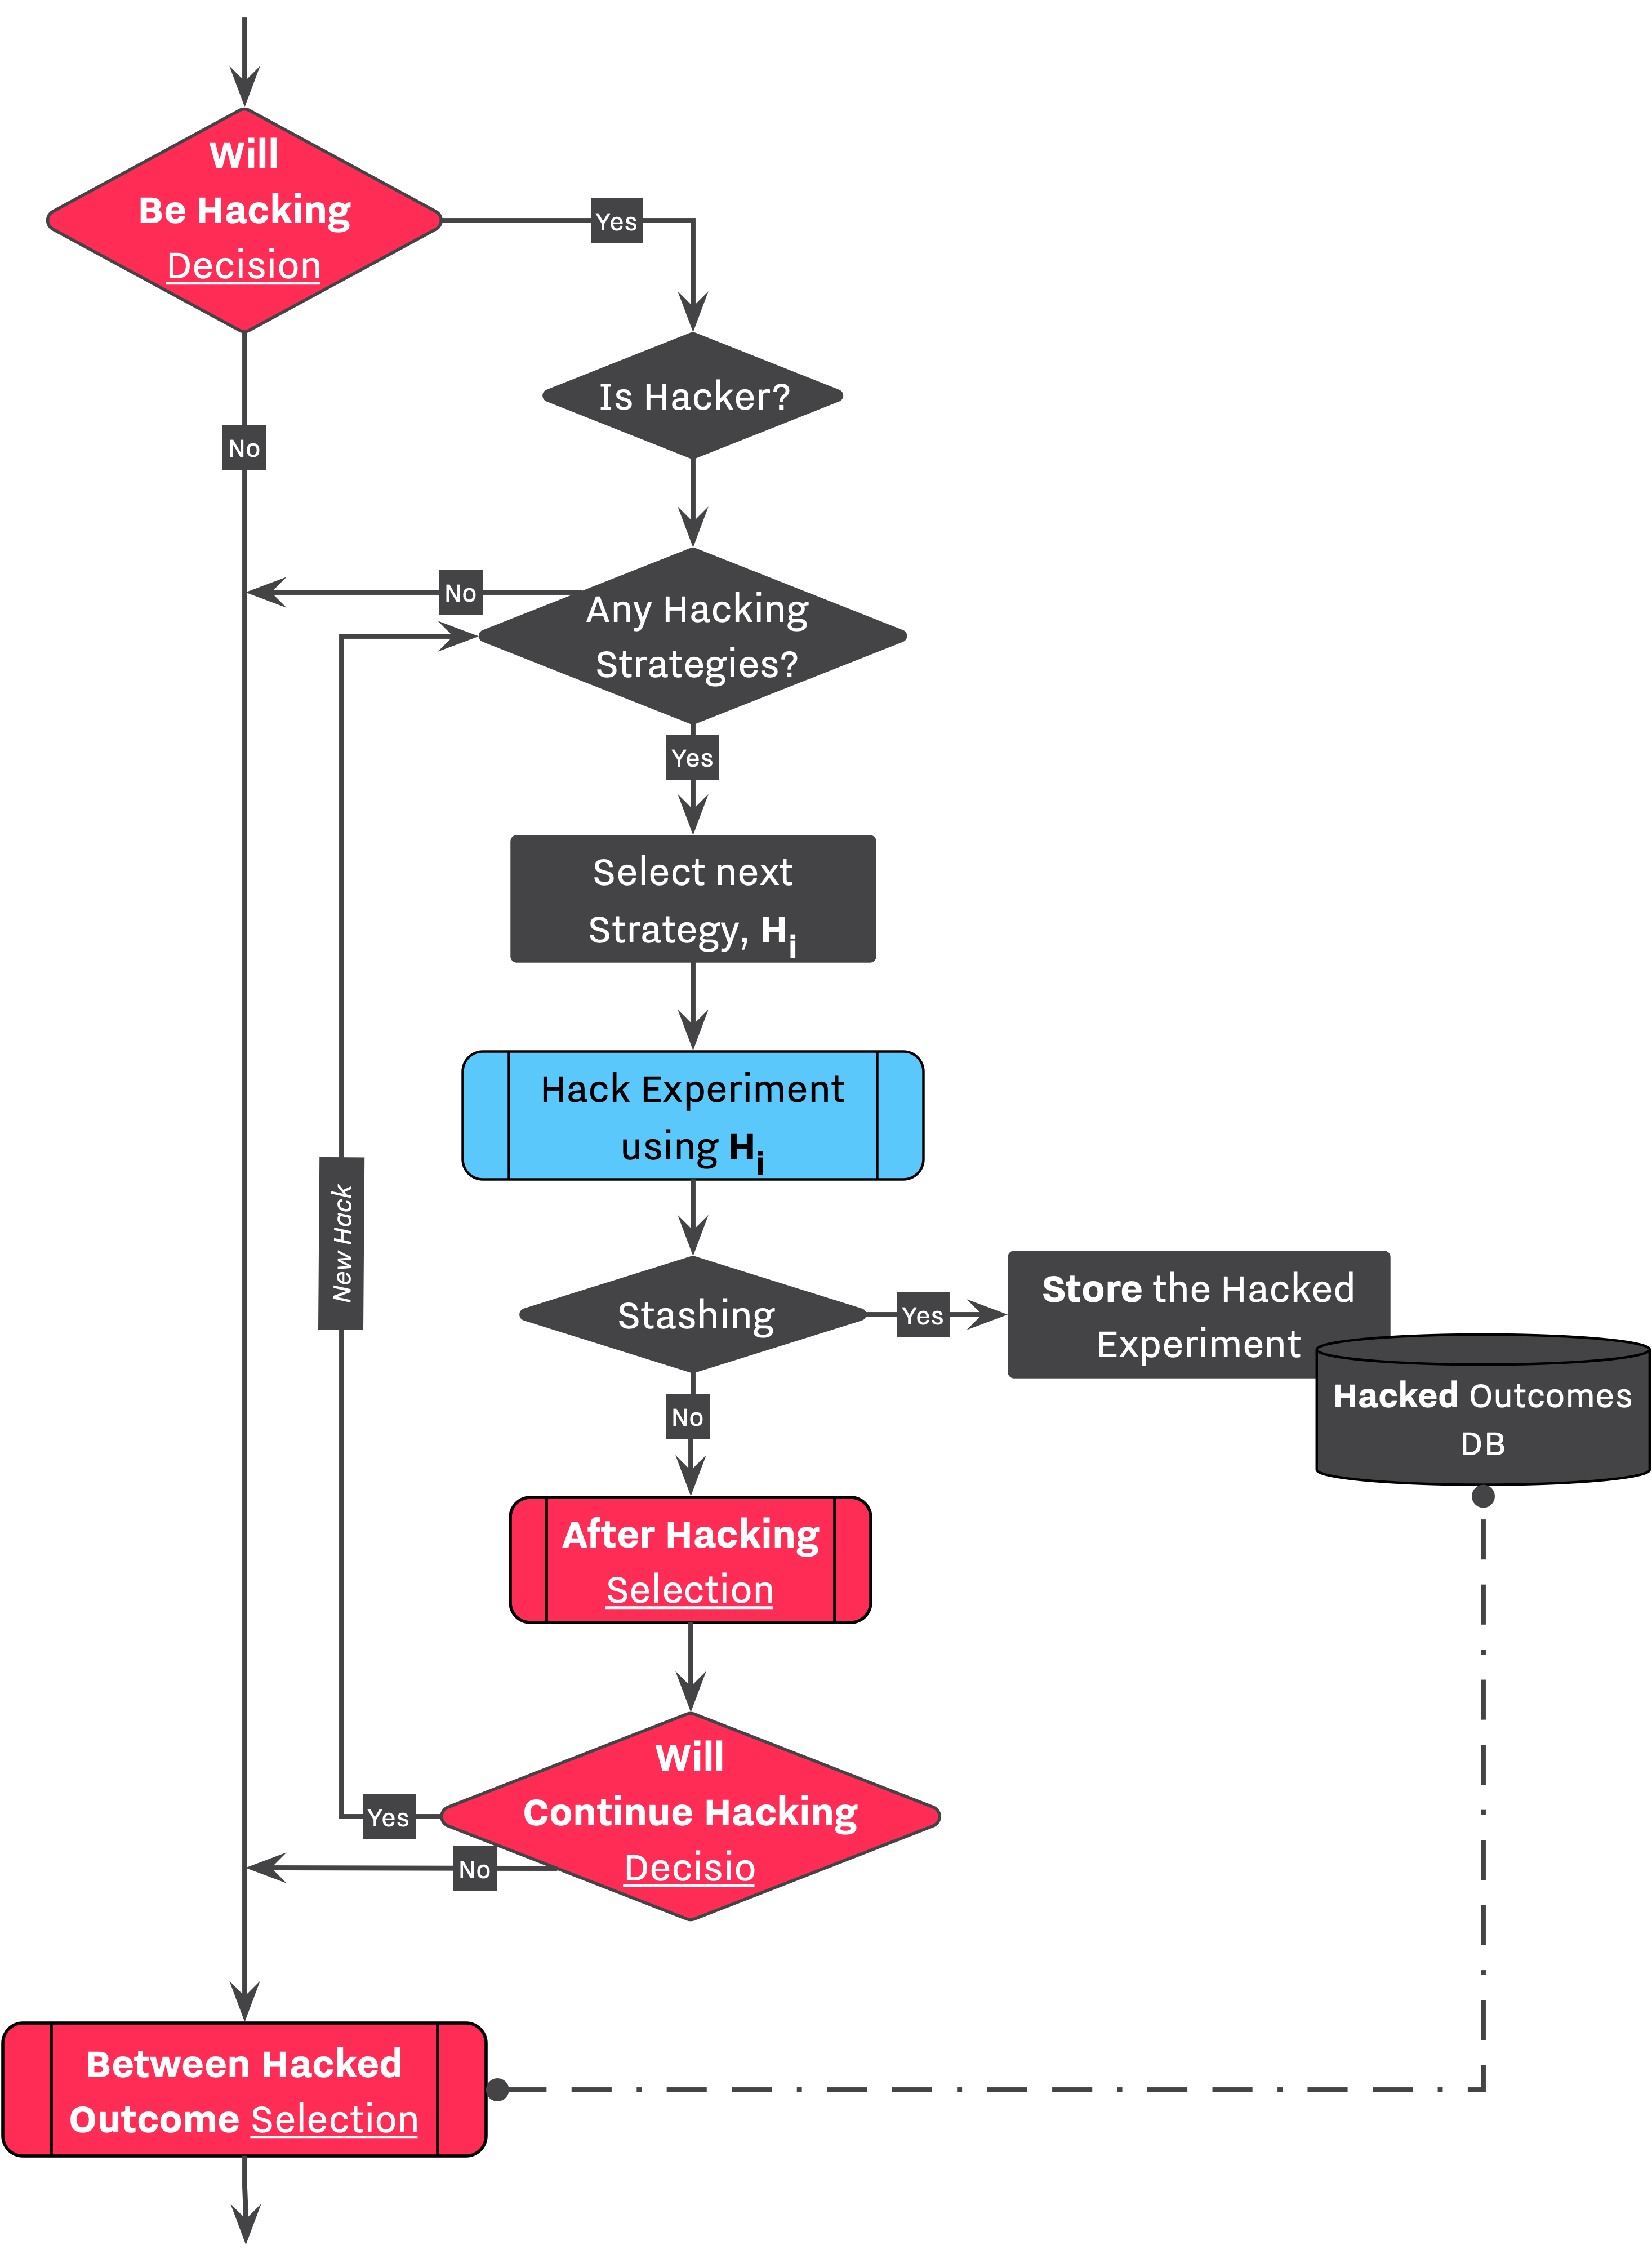 Will
Be Hacking
Decision
Yes
Is Hacker?
No
No
Any Hacking
Strategies?
Yes
Select next
Strategy, Hi
Hack Experiment
using Hi
New Hack
Stashing
Yes
Store the Hacked
Experiment
Hacked Outcomes
DB
No
After Hacking
Selection
Will
Continue Hacking
Decisio
Yes
No
Between Hacked
Outcome Selection